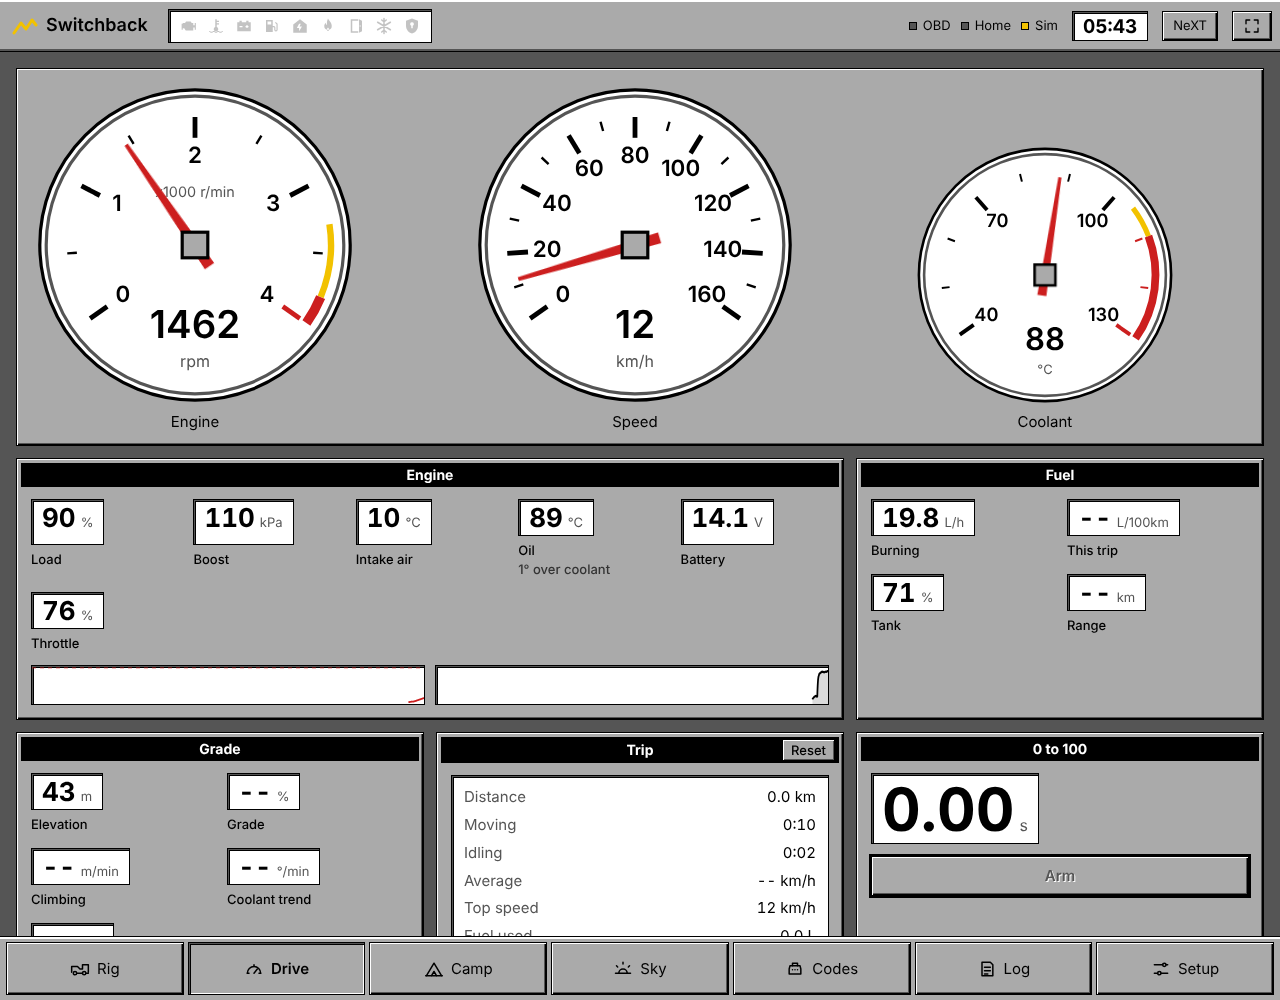 Switchback
OBD Home Sim 05:43 NeXT
0 1 2 3 4
x1000 r/min
1462
rpm
Engine
0 20 40 60 80 100 120 140 160
12
km/h
Speed
40 70 100 130
88
°C
Coolant
Engine
90 %
Load
110 kPa
Boost
10 °C
Intake air
89 °C
Oil
1° over coolant
14.1 V
Battery
76 %
Throttle
Fuel
19.8 L/h
Burning
-- L/100km
This trip
71 %
Tank
-- km
Range
Grade
43 m
Elevation
-- %
Grade
-- m/min
Climbing
-- °/min
Coolant trend
Trip
Reset
Distance 0.0 km
Moving 0:10
Idling 0:02
Average -- km/h
Top speed 12 km/h
Fuel used 0.0 L
0 to 100
0.00 s
Arm
Rig Drive Camp Sky Codes Log Setup